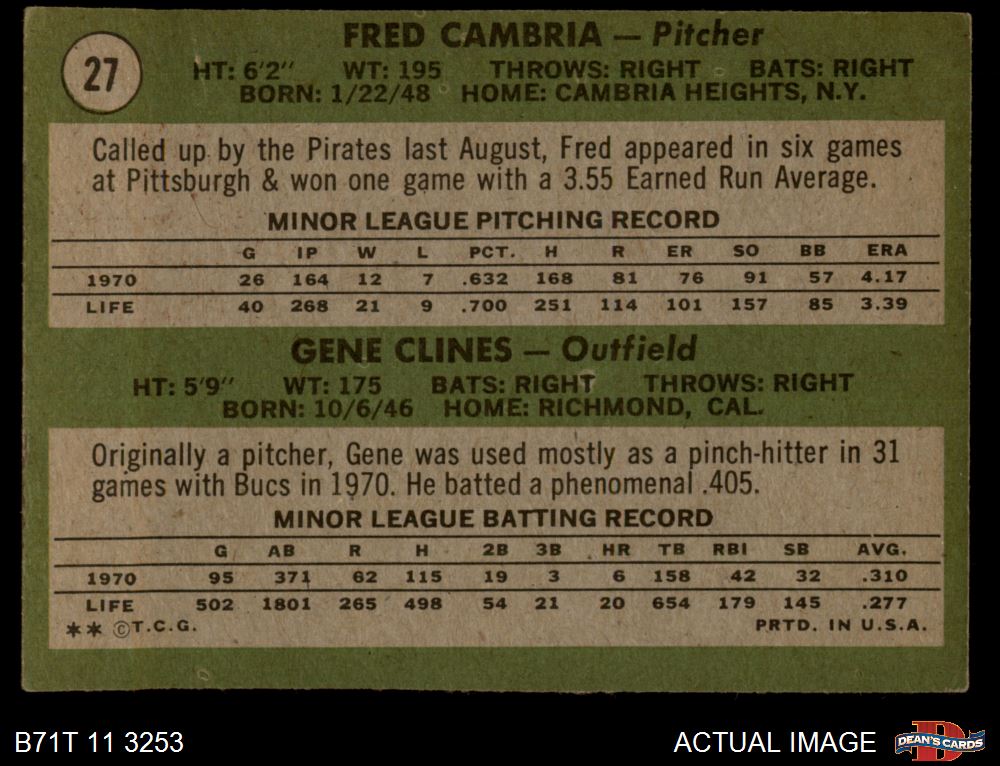 27
FRED CAMBRIA — Pitcher
HT: 6'2" WT: 195 THROWS: RIGHT BATS: RIGHT
BORN: 1/22/48 HOME: CAMBRIA HEIGHTS, N.Y.
Called up by the Pirates last August, Fred appeared in six games
at Pittsburgh & won one game with a 3.55 Earned Run Average.
MINOR LEAGUE PITCHING RECORD
G IP W L PCT. H R ER SO BB ERA
1970 26 164 12 7 .632 168 81 76 91 57 4.17
LIFE 40 268 21 9 .700 251 114 101 157 85 3.39
GENE CLINES — Outfield
HT: 5'9" WT: 175 BATS: RIGHT THROWS: RIGHT
BORN: 10/6/46 HOME: RICHMOND, CAL.
Originally a pitcher, Gene was used mostly as a pinch-hitter in 31
games with Bucs in 1970. He batted a phenomenal .405.
MINOR LEAGUE BATTING RECORD
G AB R H 2B 3B HR TB RBI SB AVG.
1970 95 371 62 115 19 3 6 158 42 32 .310
LIFE 502 1801 265 498 54 21 20 654 179 145 .277
** ©T.C.G. PRTD. IN U.S.A.
B71T 11 3253 ACTUAL IMAGE DEAN'S CARDS